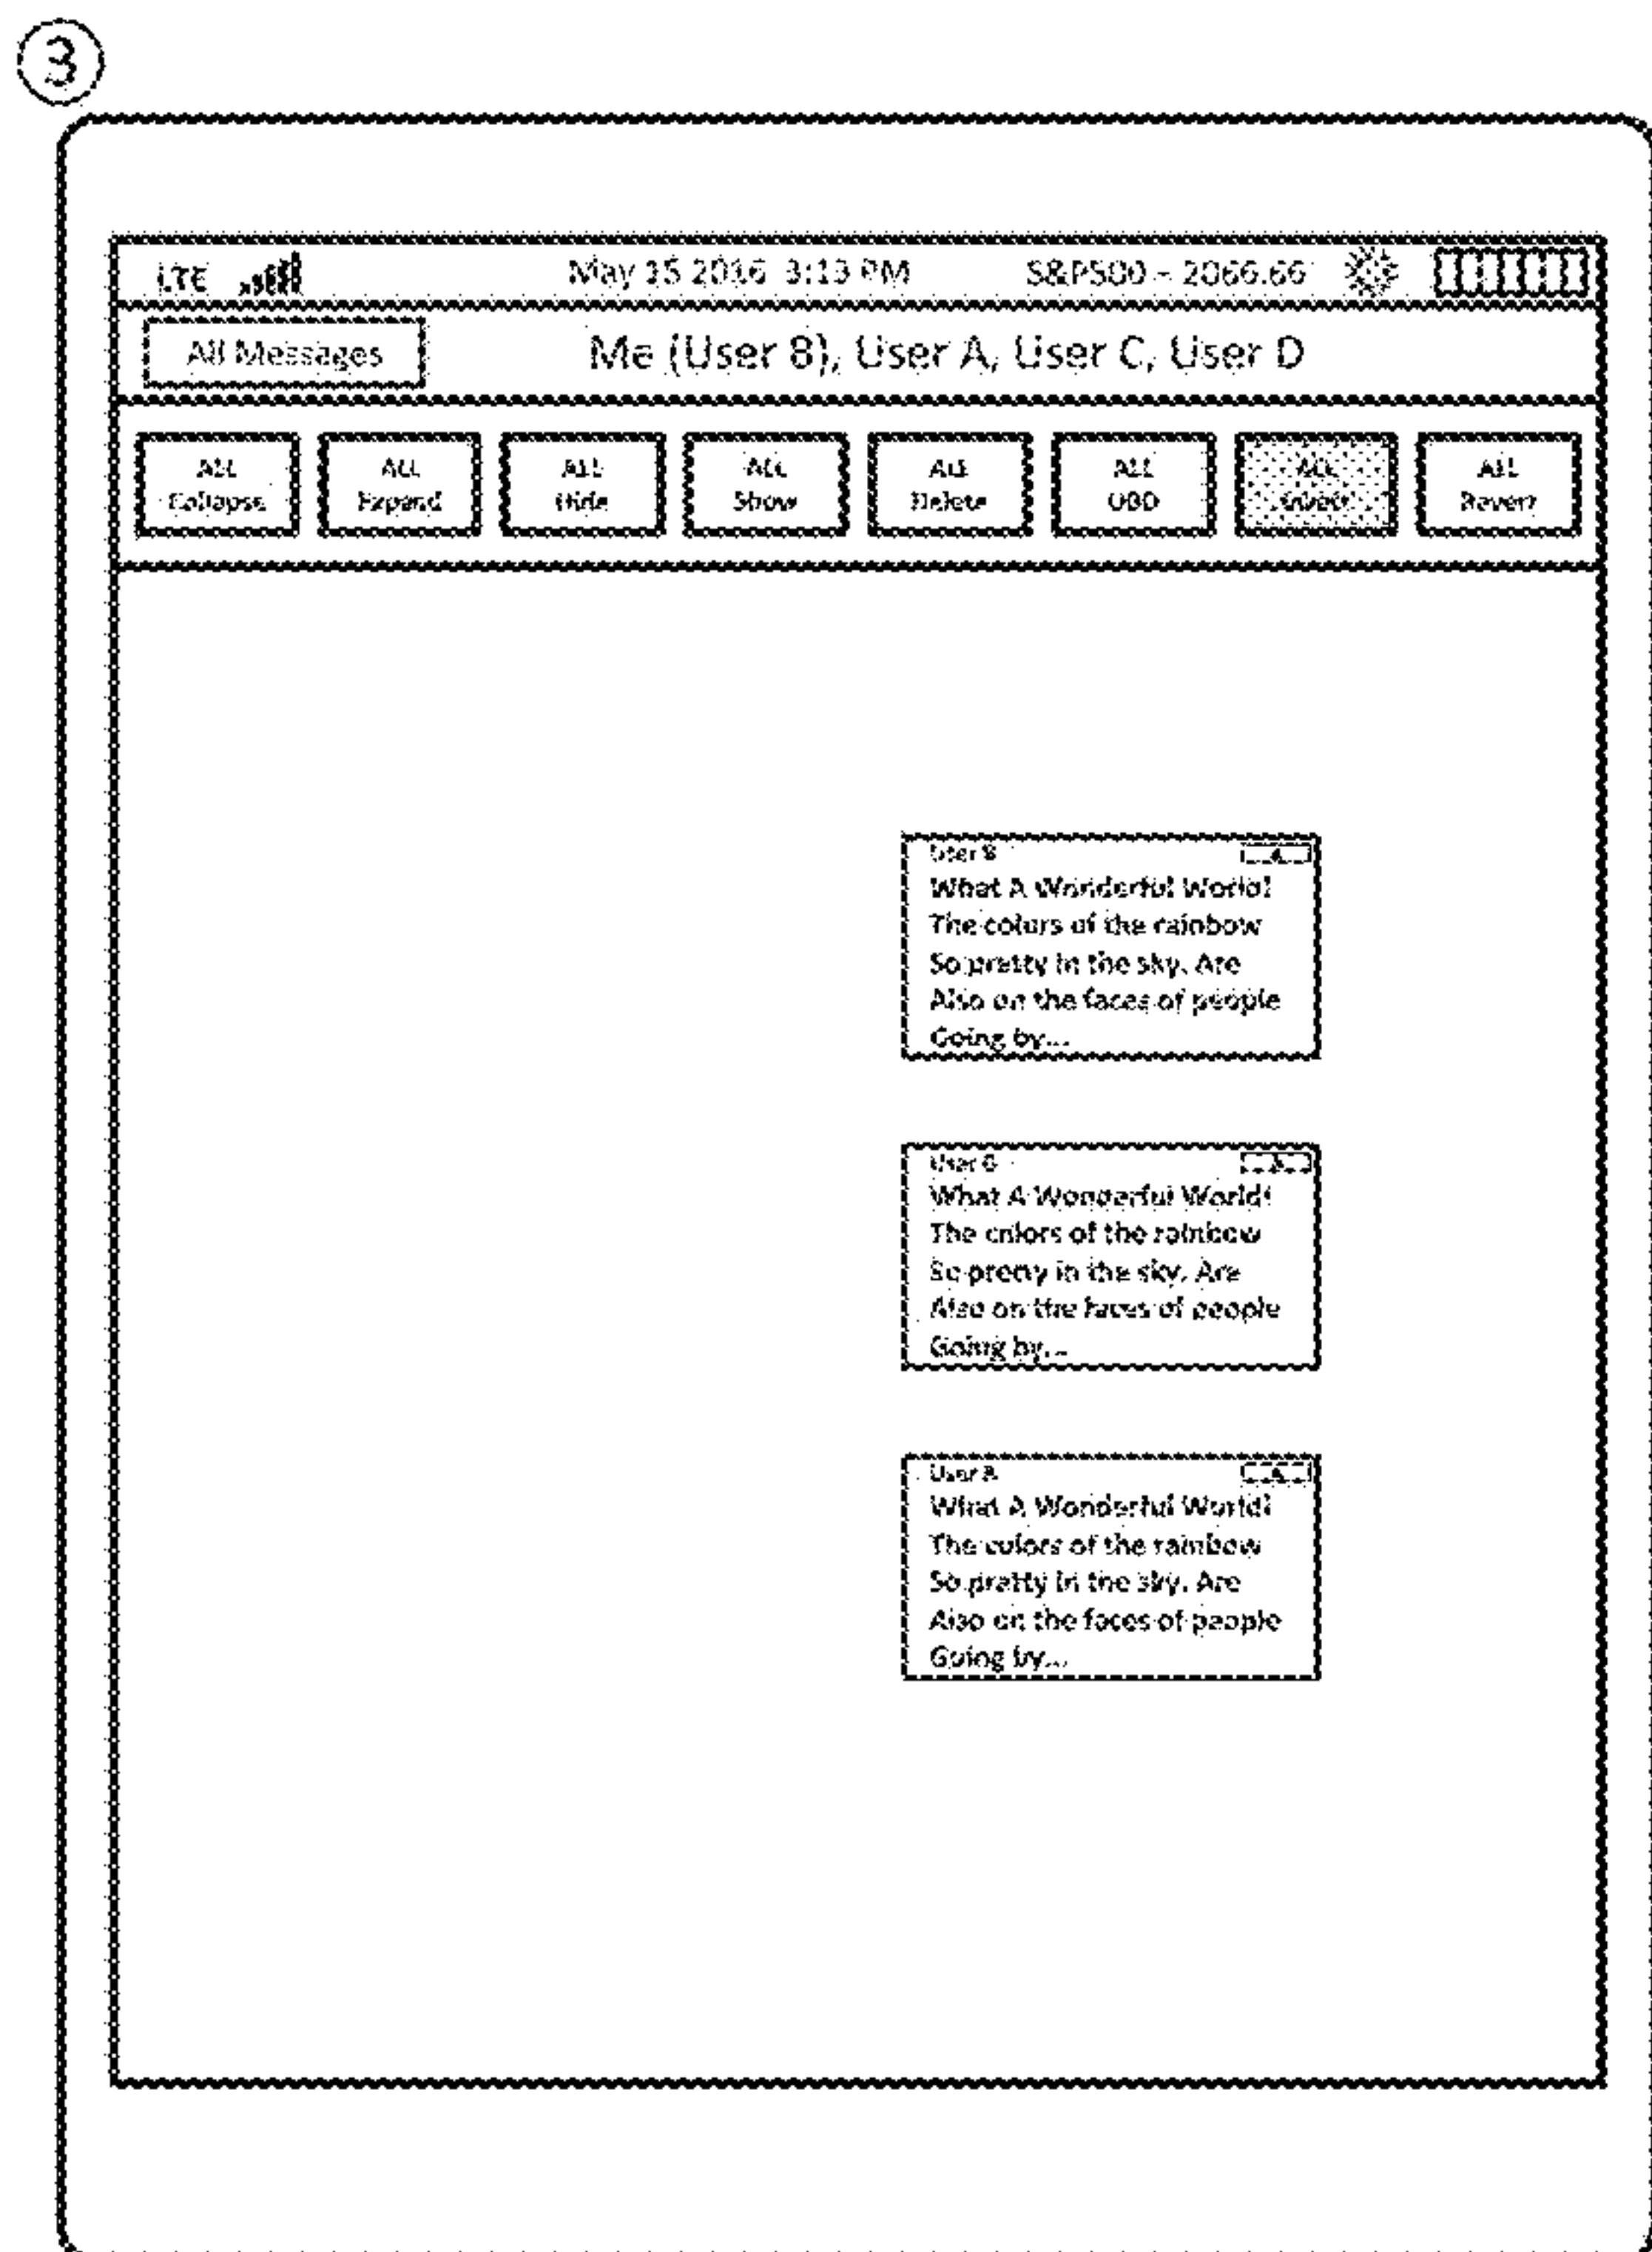 3
LTE May 15 2016 3:13 PM S&P500 - 2066.66
All Messages Me (User B), User A, User C, User D
ALL Collapse ALL Expand ALL Hide ALL Show ALL Delete ALL ALL ALL Revert
User B
What A Wonderful World!
The colors of the rainbow
So pretty in the sky. Are
Also on the faces of people
Going by...
User
What A Wonderful World!
The colors of the rainbow
So pretty in the sky. Are
Also on the faces of people
Going by...
User
What A Wonderful World!
The colors of the rainbow
So pretty in the sky. Are
Also on the faces of people
Going by...